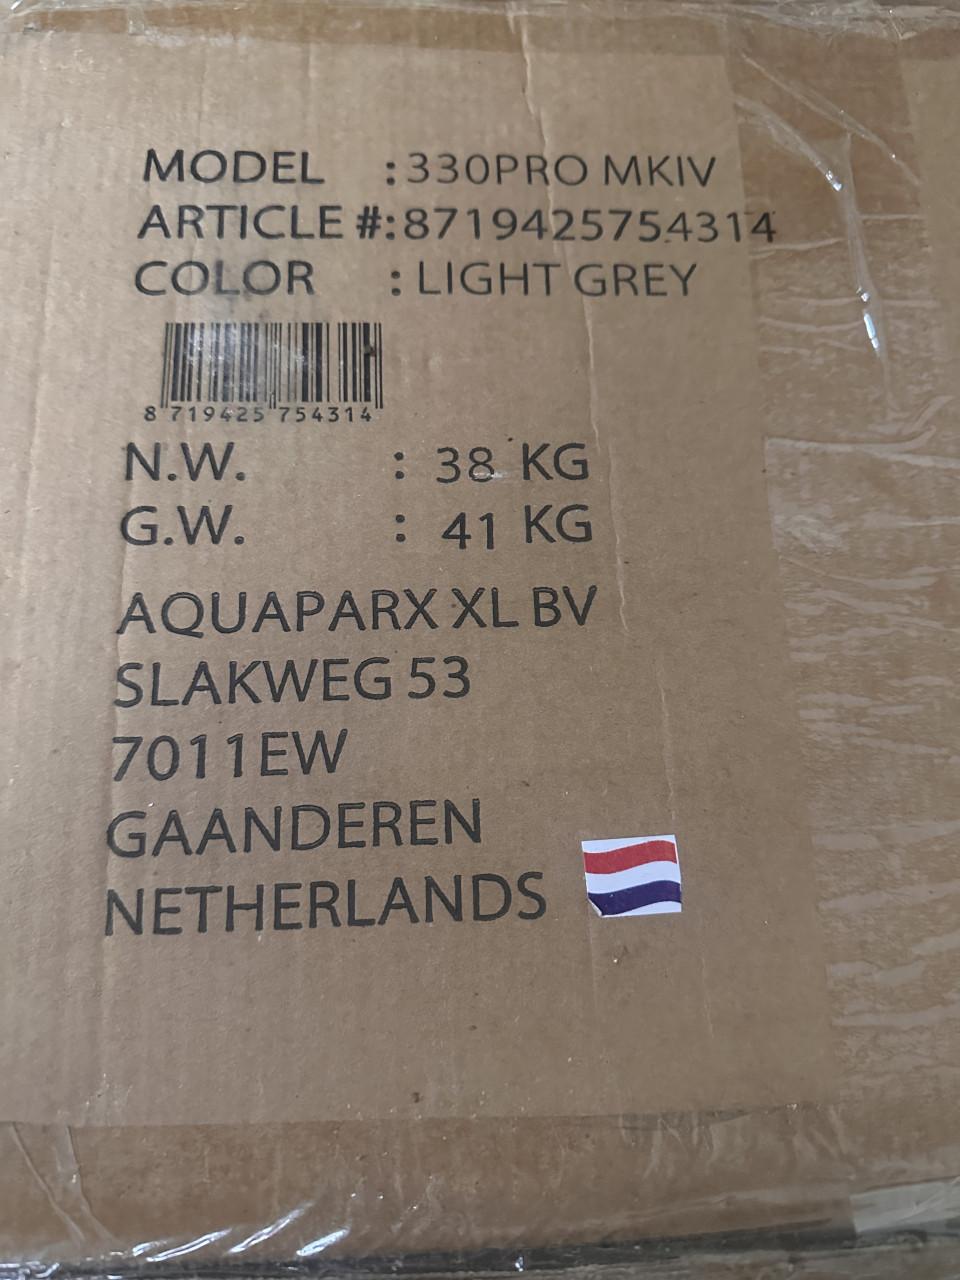 MODEL : 330PRO MKIV
ARTICLE #: 8719425754314
COLOR : LIGHT GREY
8 719425 754314
N.W. : 38 KG
G.W. : 41 KG
AQUAPARX XL BV
SLAKWEG 53
7011EW
GAANDEREN
NETHERLANDS